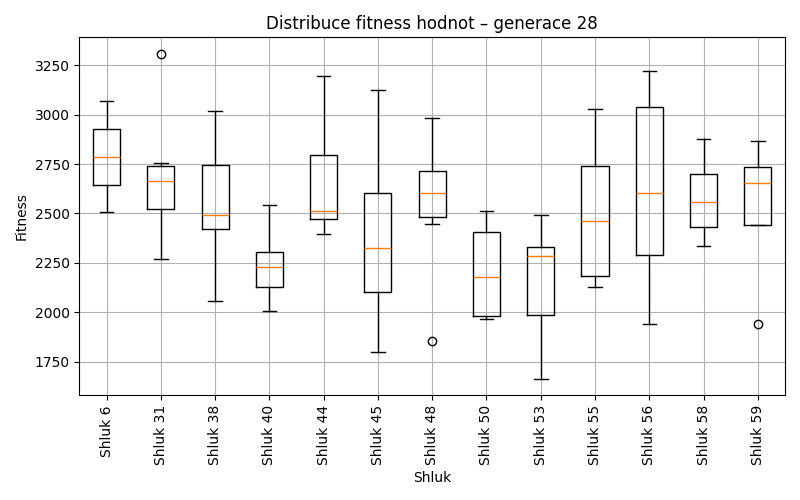 Distribuce fitness hodnot – generace 28
Fitness
3250
3000
2750
2500
2250
2000
1750
Shluk 6
Shluk 31
Shluk 38
Shluk 40
Shluk 44
Shluk 45
Shluk 48
Shluk 50
Shluk 53
Shluk 55
Shluk 56
Shluk 58
Shluk 59
Shluk